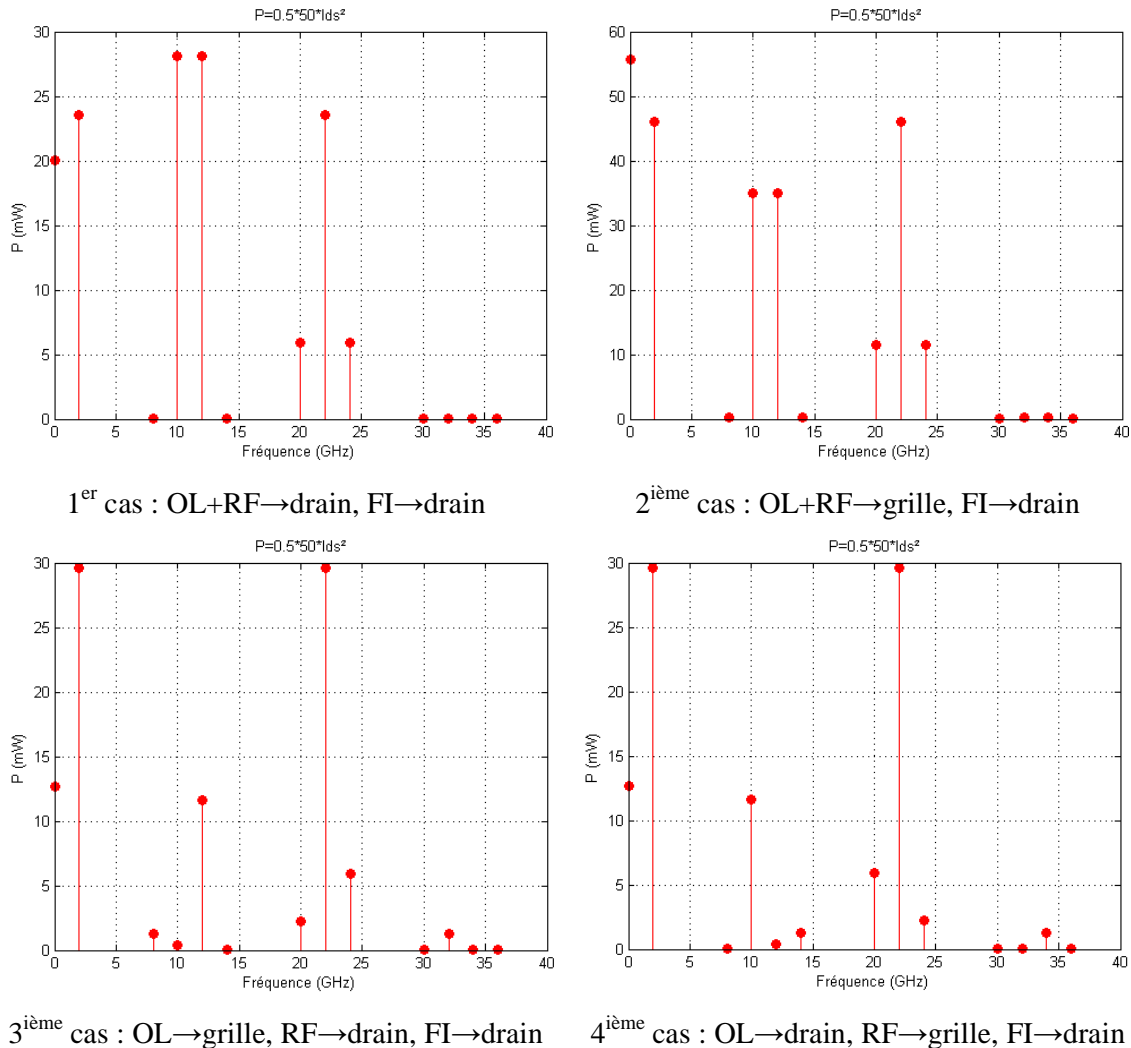 P=0.5*50*Ids²
30
25
20
15
10
5
0
P (mW)
0 5 10 15 20 25 30 35 40
Fréquence (GHz)
1er cas : OL+RF→drain, FI→drain
P=0.5*50*Ids²
60
50
40
30
20
10
0
P (mW)
0 5 10 15 20 25 30 35 40
Fréquence (GHz)
2ième cas : OL+RF→grille, FI→drain
P=0.5*50*Ids²
30
25
20
15
10
5
0
P (mW)
0 5 10 15 20 25 30 35 40
Fréquence (GHz)
3ième cas : OL→grille, RF→drain, FI→drain
P=0.5*50*Ids²
30
25
20
15
10
5
0
P (mW)
0 5 10 15 20 25 30 35 40
Fréquence (GHz)
4ième cas : OL→drain, RF→grille, FI→drain